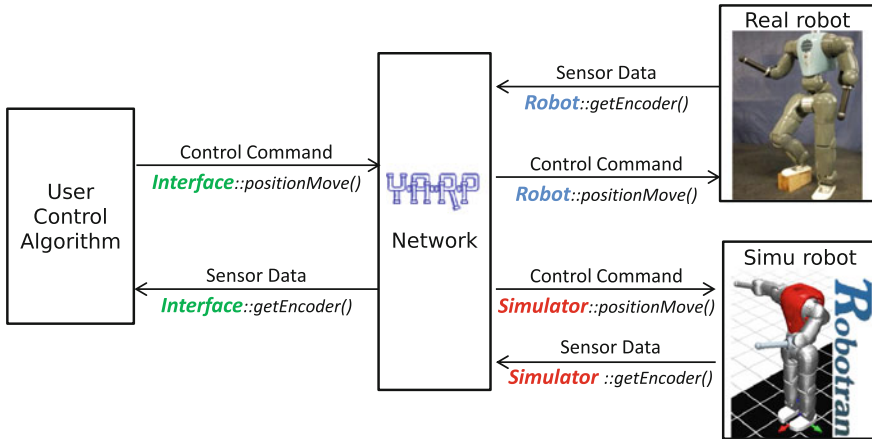 User
Control
Algorithm
Control Command
Interface::positionMove()
Sensor Data
Interface::getEncoder()
YARP
Network
Real robot
Sensor Data
Robot::getEncoder()
Control Command
Robot::positionMove()
Simu robot
Control Command
Simulator::positionMove()
Sensor Data
Simulator ::getEncoder()
Robotran